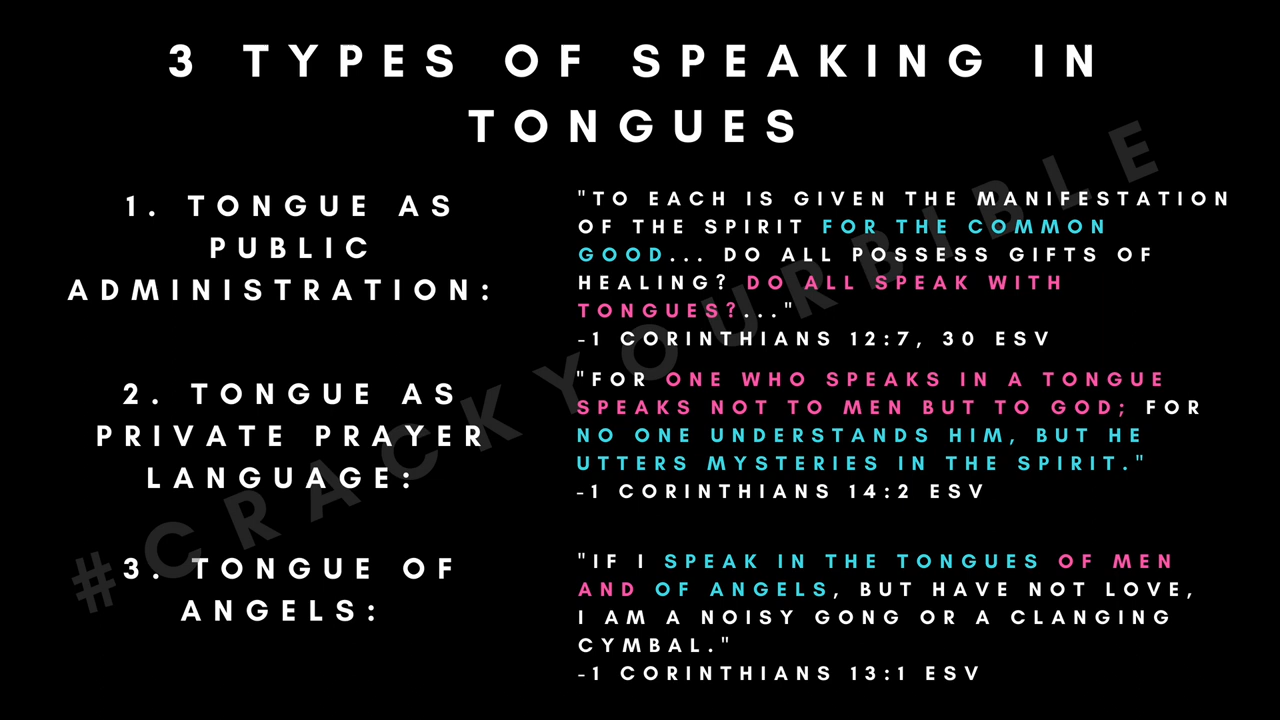 3 TYPES OF SPEAKING IN
TONGUES
1. TONGUE AS
PUBLIC
ADMINISTRATION:
"TO EACH IS GIVEN THE MANIFESTATION
OF THE SPIRIT FOR THE COMMON
GOOD... DO ALL POSSESS GIFTS OF
HEALING? DO ALL SPEAK WITH
TONGUES?..."
-1 CORINTHIANS 12:7, 30 ESV
2. TONGUE AS
PRIVATE PRAYER
LANGUAGE:
"FOR ONE WHO SPEAKS IN A TONGUE
SPEAKS NOT TO MEN BUT TO GOD; FOR
NO ONE UNDERSTANDS HIM, BUT HE
UTTERS MYSTERIES IN THE SPIRIT."
-1 CORINTHIANS 14:2 ESV
3. TONGUE OF
ANGELS:
"IF I SPEAK IN THE TONGUES OF MEN
AND OF ANGELS, BUT HAVE NOT LOVE,
I AM A NOISY GONG OR A CLANGING
CYMBAL."
-1 CORINTHIANS 13:1 ESV
#CRACKYOURBIBLE